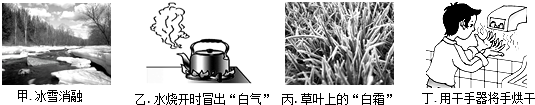 甲.冰雪消融
乙.水烧开时冒出“白气”
丙.草叶上的“白霜”
丁.用干手器将手烘干